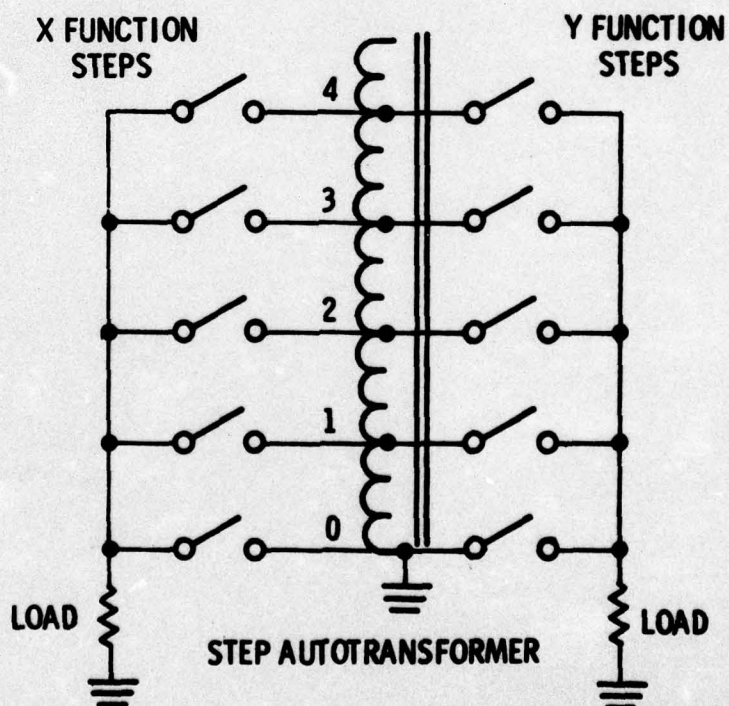 X FUNCTION
STEPS
Y FUNCTION
STEPS
4
3
2
1
0
LOAD
LOAD
STEP AUTOTRANSFORMER